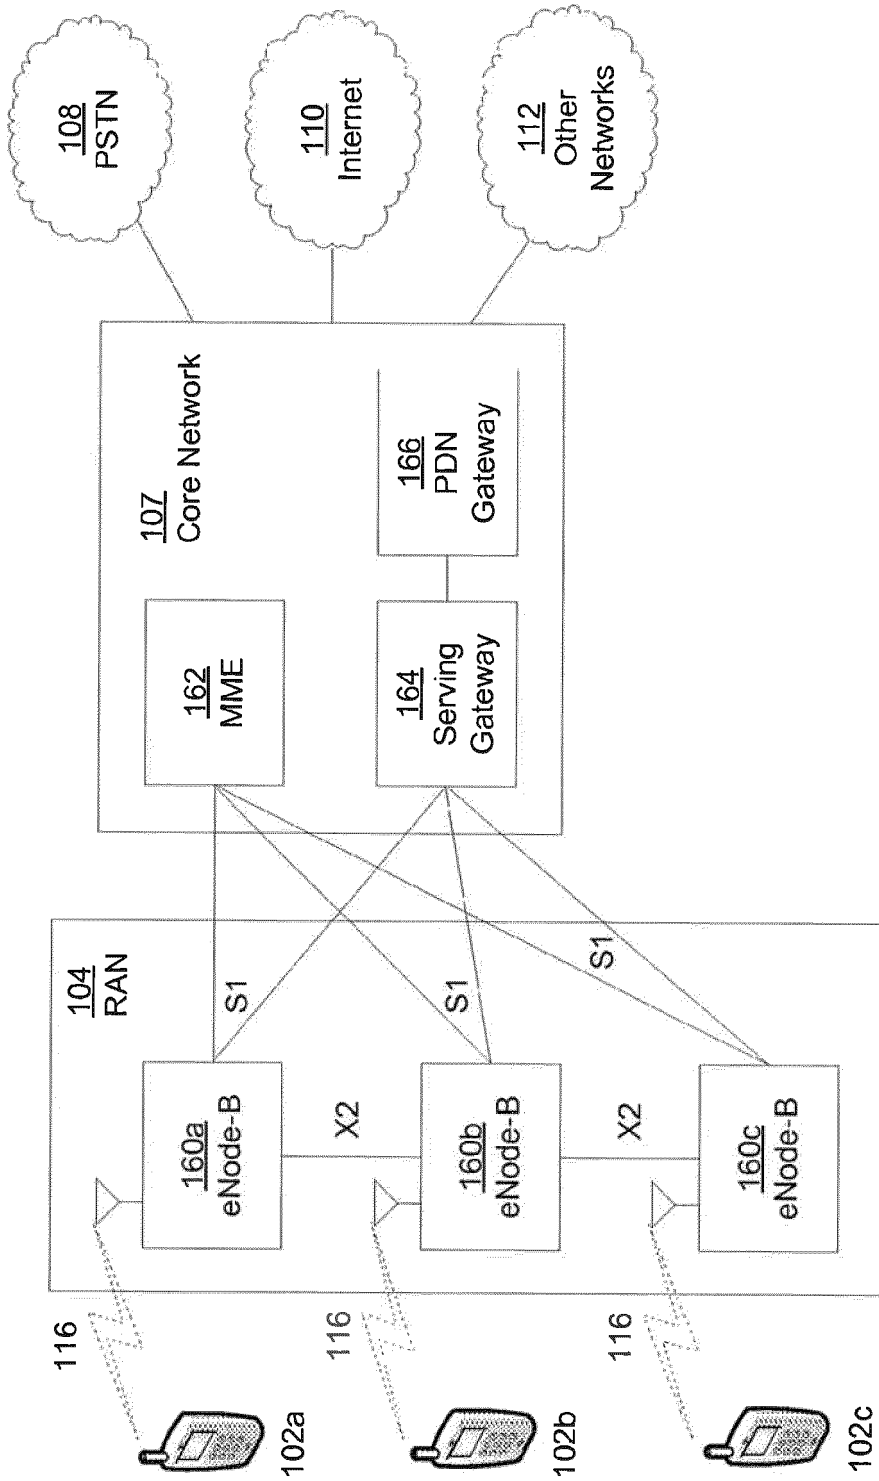 102a
116
160a
eNode-B
104
RAN
S1
X2
102b
116
160b
eNode-B
S1
X2
102c
116
160c
eNode-B
S1
162
MME
107
Core Network
164
Serving
Gateway
166
PDN
Gateway
108
PSTN
110
Internet
112
Other
Networks